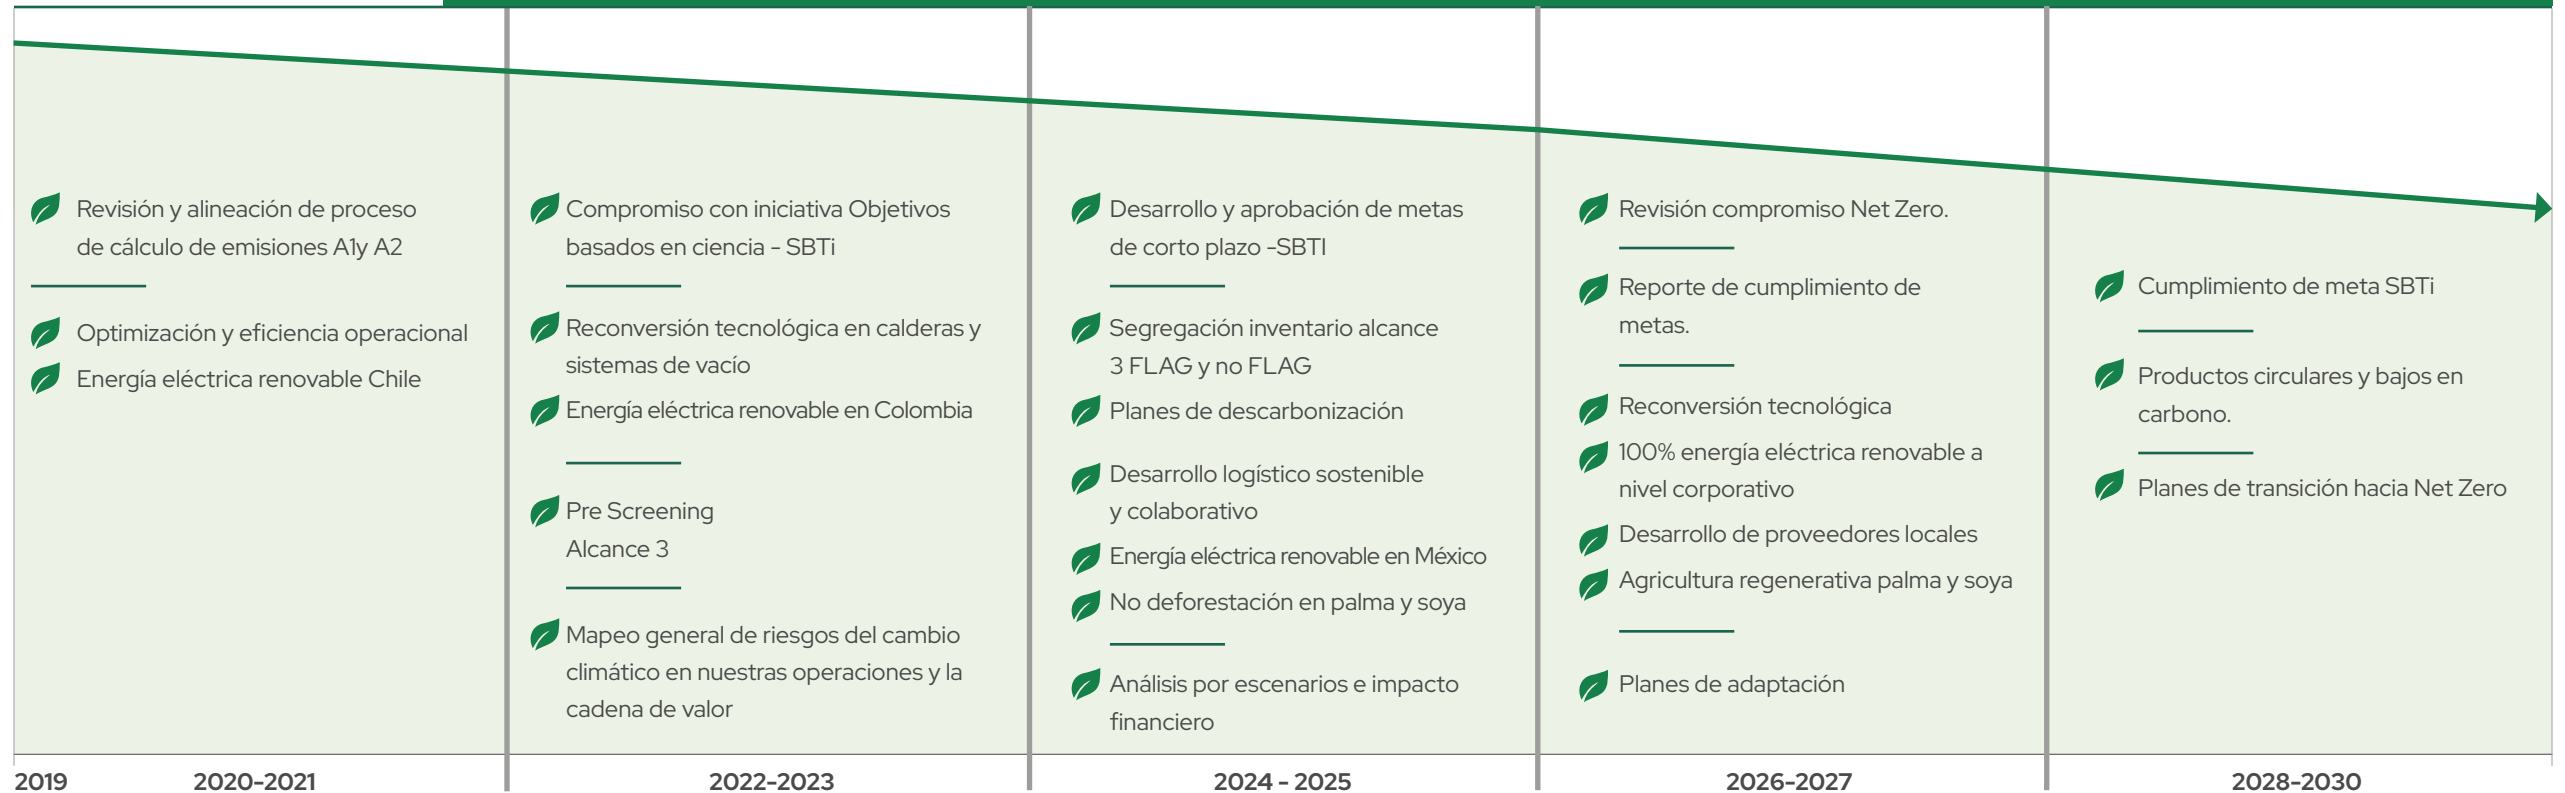 Revisión y alineación de proceso
de cálculo de emisiones A1y A2
Optimización y eficiencia operacional
Energía eléctrica renovable Chile
Compromiso con iniciativa Objetivos
basados en ciencia - SBTi
Reconversión tecnológica en calderas y
sistemas de vacío
Energía eléctrica renovable en Colombia
Pre Screening
Alcance 3
Mapeo general de riesgos del cambio
climático en nuestras operaciones y la
cadena de valor
Desarrollo y aprobación de metas
de corto plazo -SBTI
Segregación inventario alcance
3 FLAG y no FLAG
Planes de descarbonización
Desarrollo logístico sostenible
y colaborativo
Energía eléctrica renovable en México
No deforestación en palma y soya
Análisis por escenarios e impacto
financiero
Revisión compromiso Net Zero.
Reporte de cumplimiento de
metas.
Reconversión tecnológica
100% energía eléctrica renovable a
nivel corporativo
Desarrollo de proveedores locales
Agricultura regenerativa palma y soya
Planes de adaptación
Cumplimiento de meta SBTi
Productos circulares y bajos en
carbono.
Planes de transición hacia Net Zero
2019
2020-2021
2022-2023
2024 - 2025
2026-2027
2028-2030